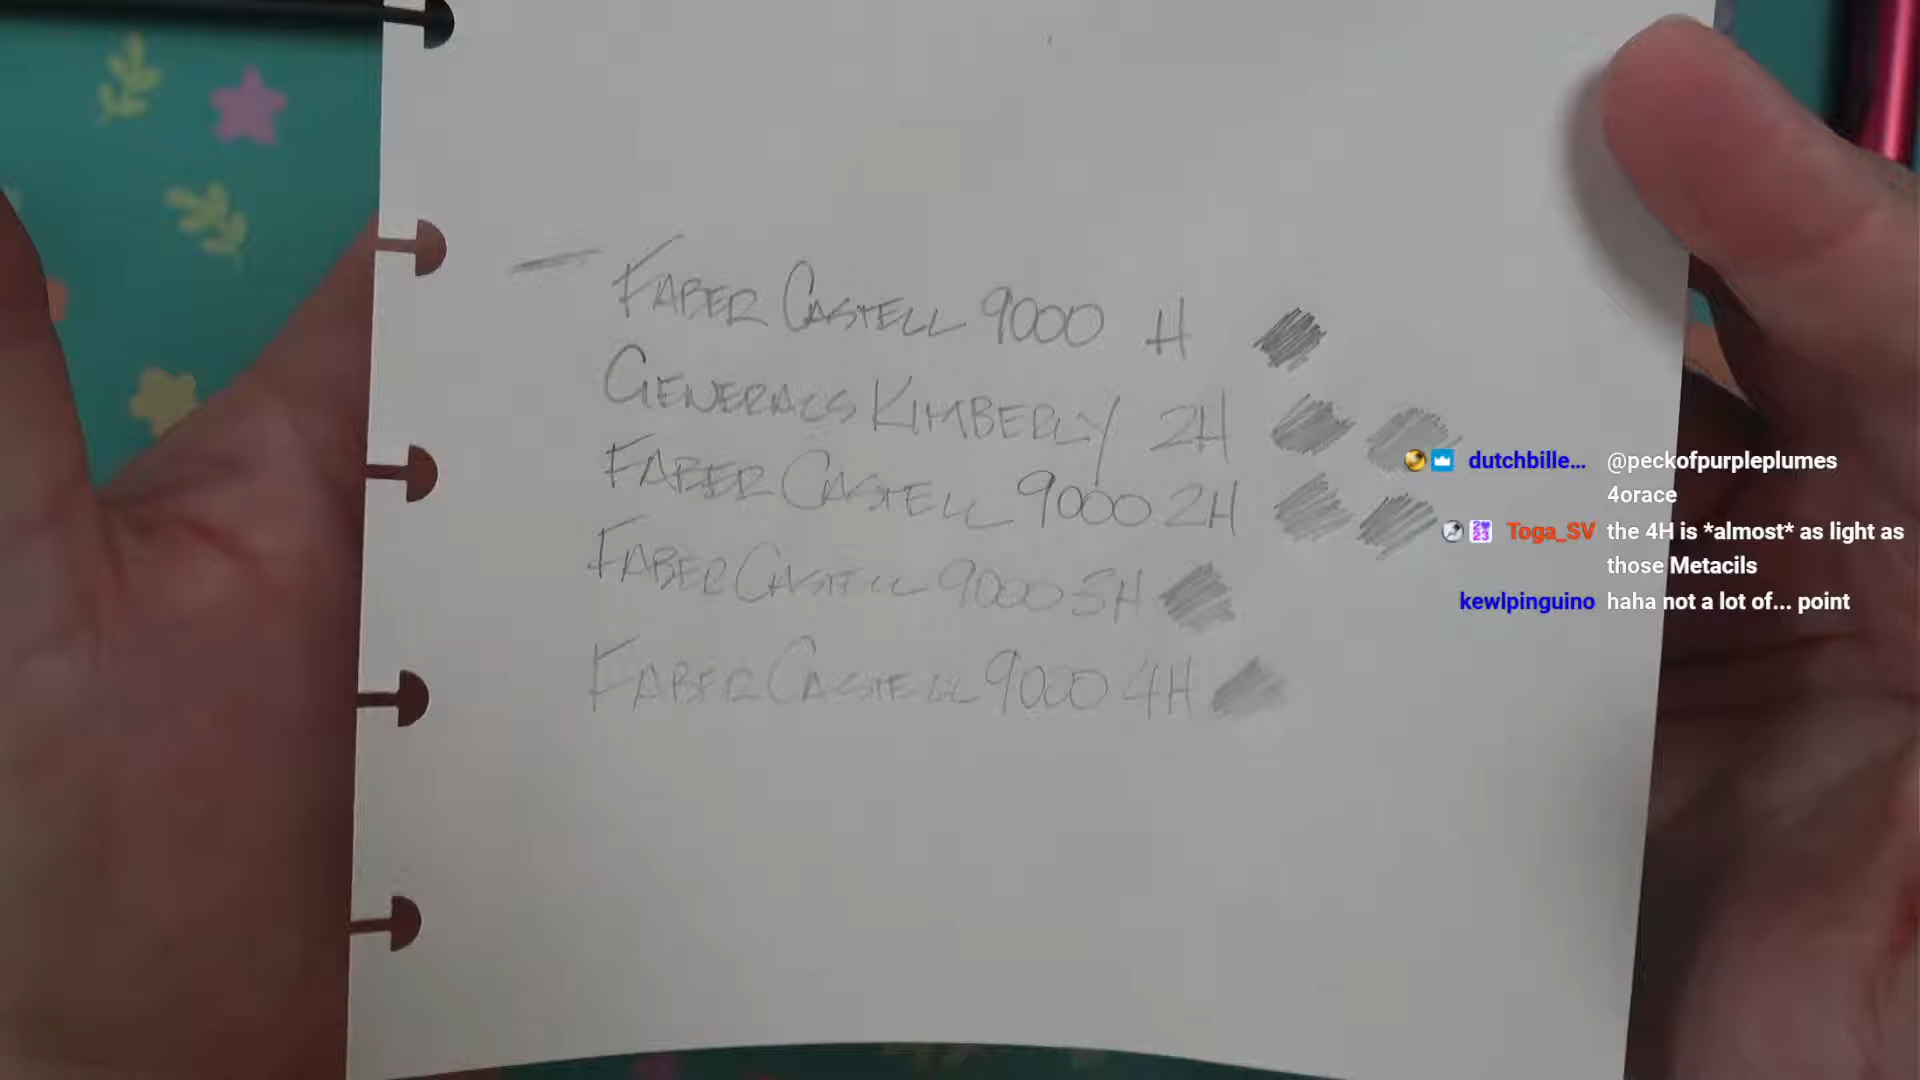 FABER CASTELL 9000 H
GENERALS KIMBERLY 2H
FABER CASTELL 9000 2H
FABER CASTELL 9000 3H
FABER CASTELL 9000 4H
dutchbille... @peckofpurpleplumes
4orace
Toga_SV the 4H is *almost* as light as
those Metacils
kewlpinguino haha not a lot of... point